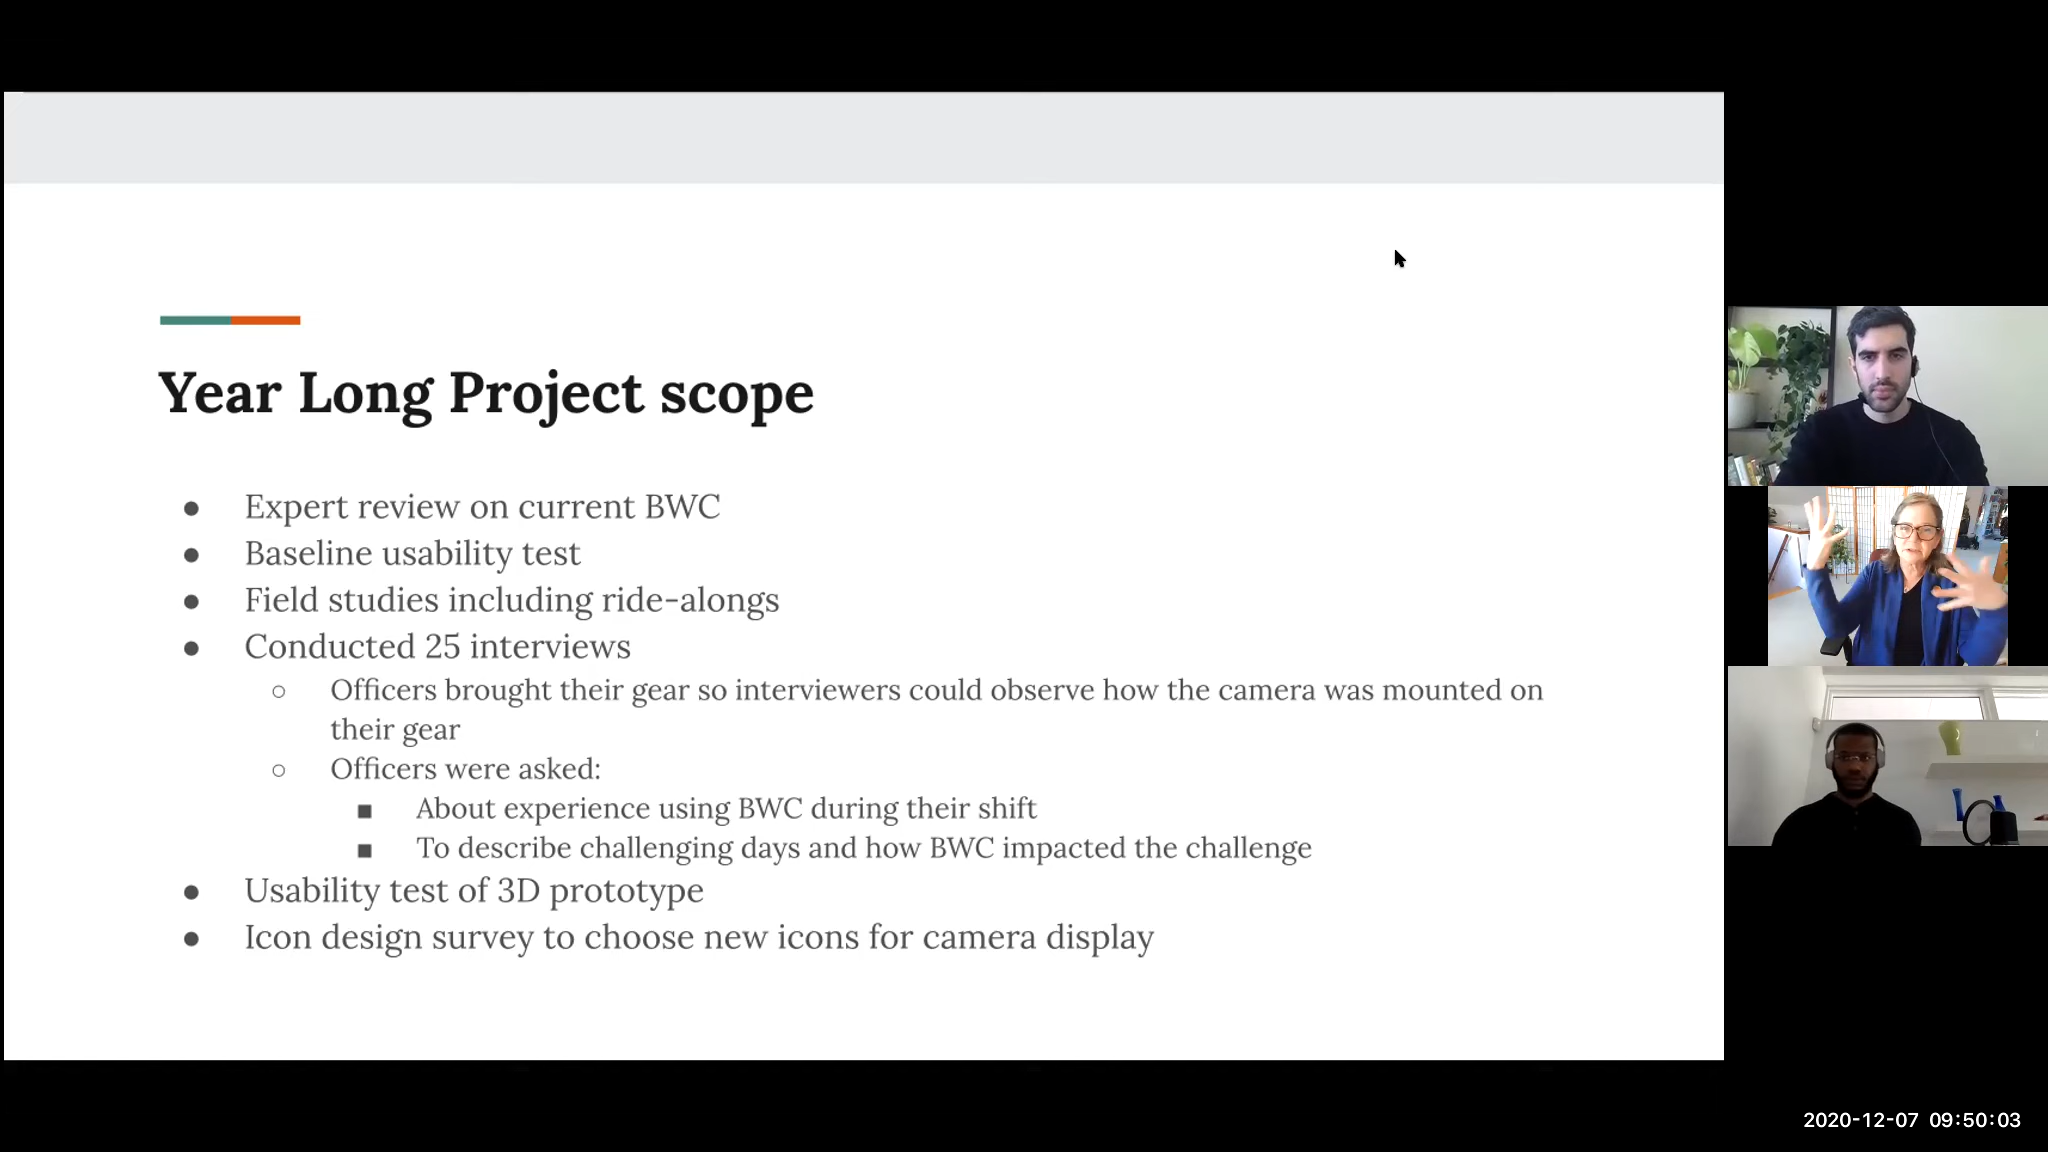 Year Long Project scope
● Expert review on current BWC
● Baseline usability test
● Field studies including ride-alongs
● Conducted 25 interviews
○ Officers brought their gear so interviewers could observe how the camera was mounted on
their gear
○ Officers were asked:
■ About experience using BWC during their shift
■ To describe challenging days and how BWC impacted the challenge
● Usability test of 3D prototype
● Icon design survey to choose new icons for camera display
2020-12-07 09:50:03